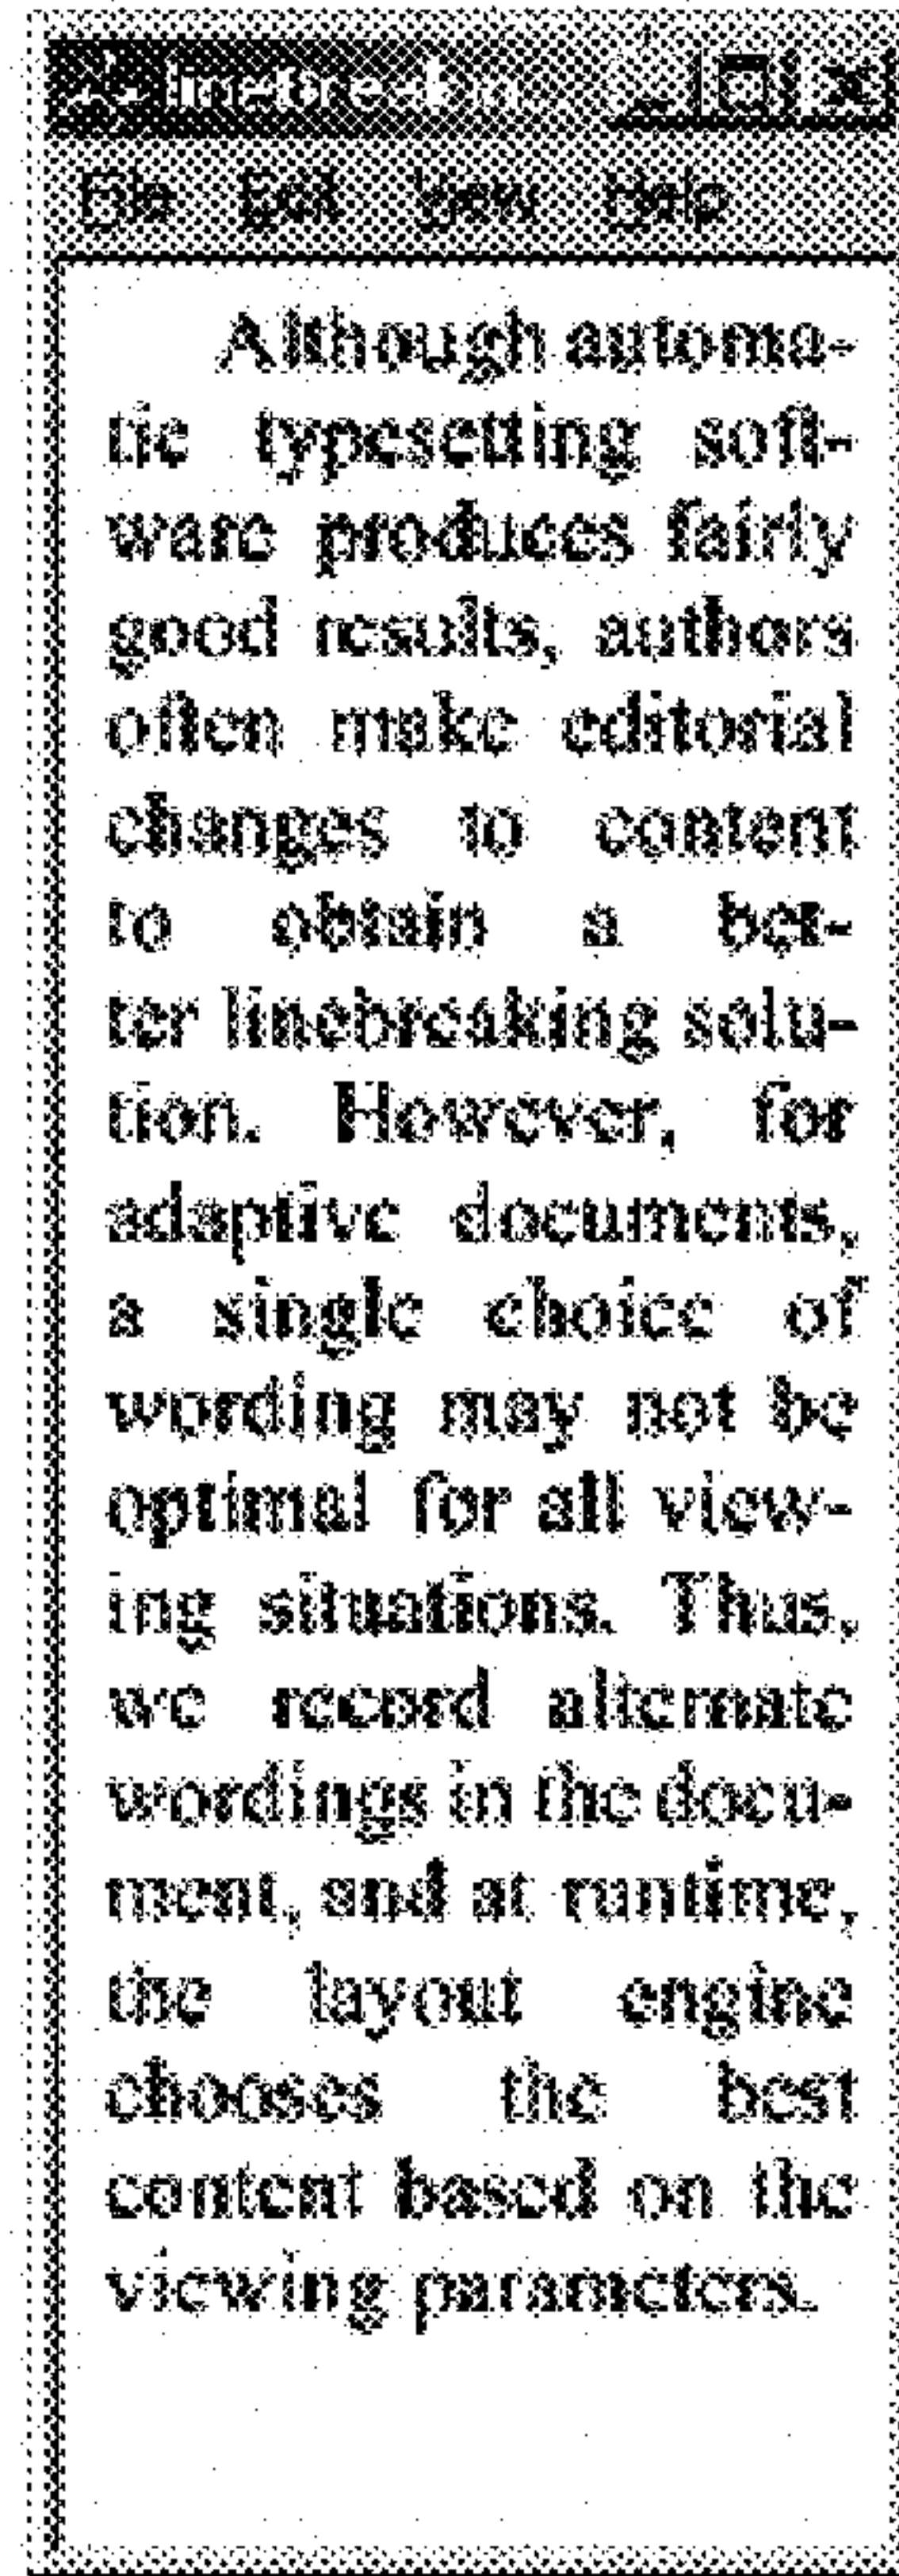 File Edit View Help
Although automa-
tic typesetting soft-
ware produces fairly
good results, authors
often make editorial
changes to content
to obtain a bet-
ter linebreaking solu-
tion. However, for
adaptive documents,
a single choice of
wording may not be
optimal for all view-
ing situations. Thus,
we record alternate
wordings in the docu-
ment, and at runtime,
the layout engine
chooses the best
content based on the
viewing parameters.